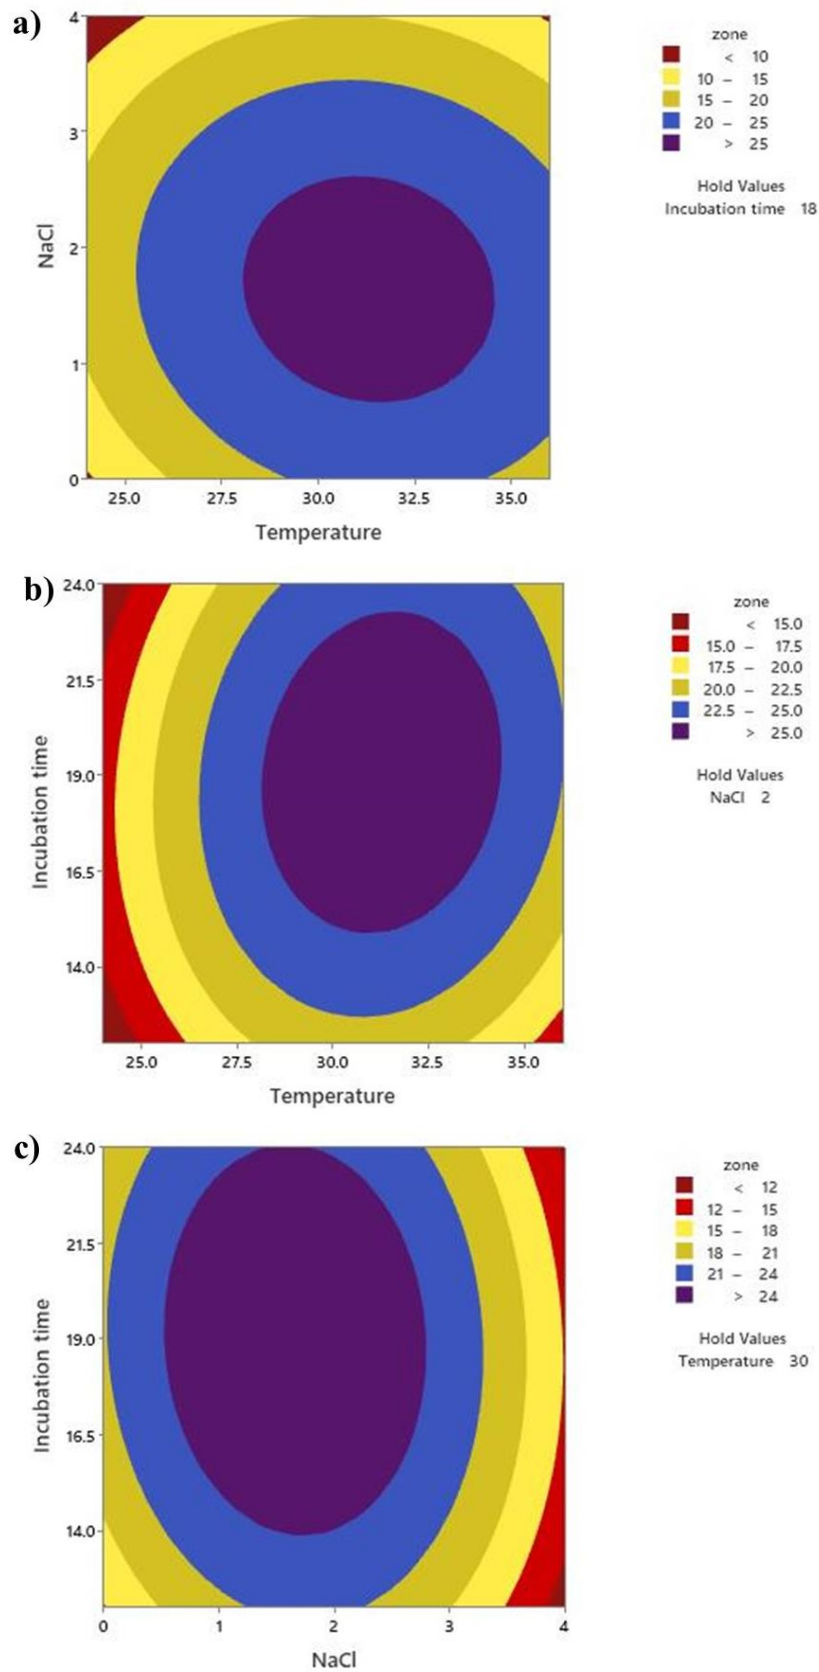 a)
4
3
2
1
0
NaCl
25.0 27.5 30.0 32.5 35.0
Temperature
zone
< 10
10 – 15
15 – 20
20 – 25
> 25
Hold Values
Incubation time 18
b)
24.0
21.5
19.0
16.5
14.0
Incubation time
25.0 27.5 30.0 32.5 35.0
Temperature
zone
< 15.0
15.0 – 17.5
17.5 – 20.0
20.0 – 22.5
22.5 – 25.0
> 25.0
Hold Values
NaCl 2
c)
24.0
21.5
19.0
16.5
14.0
Incubation time
0 1 2 3 4
NaCl
zone
< 12
12 – 15
15 – 18
18 – 21
21 – 24
> 24
Hold Values
Temperature 30